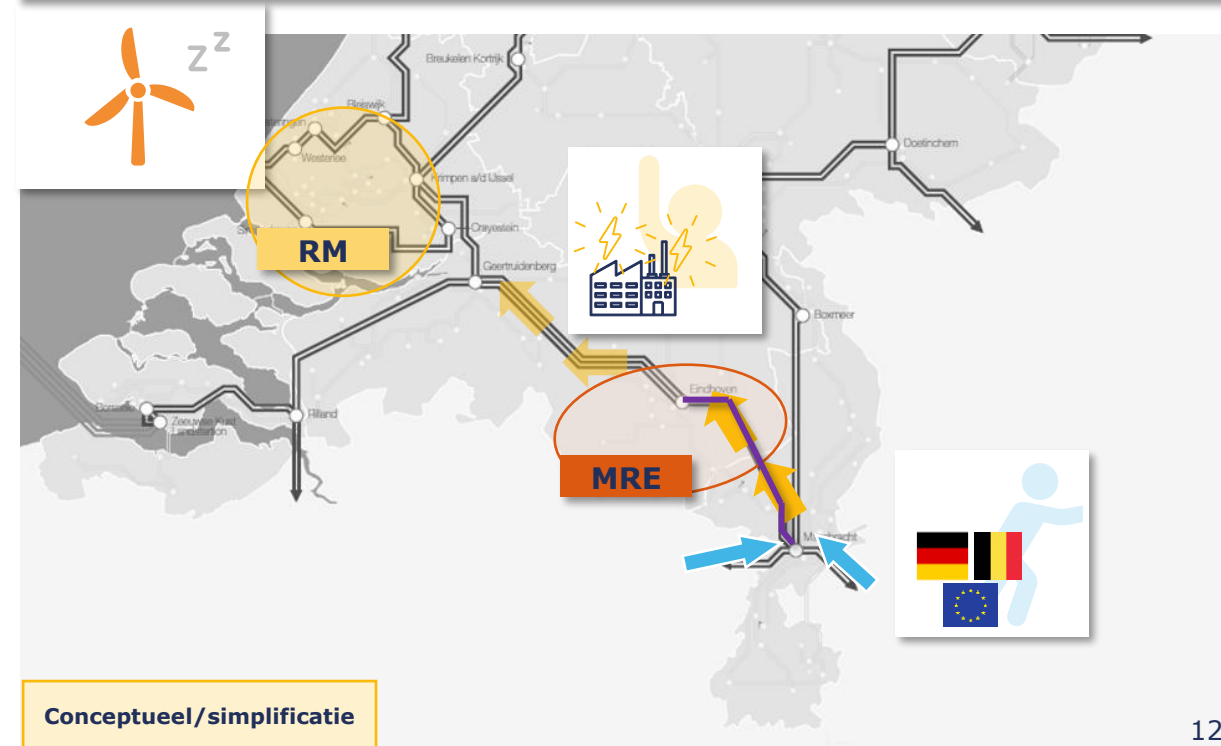 z z
Breukelen Kortrijk
Bleiswijk
Westerlee
Krimpen a/d IJssel
Doetinchem
Crayestein
RM
Geertruidenberg
Boxmeer
Eindhoven
Rilland
Zeeuwse Kust
Landstation
MRE
Conceptueel/simplificatie
12